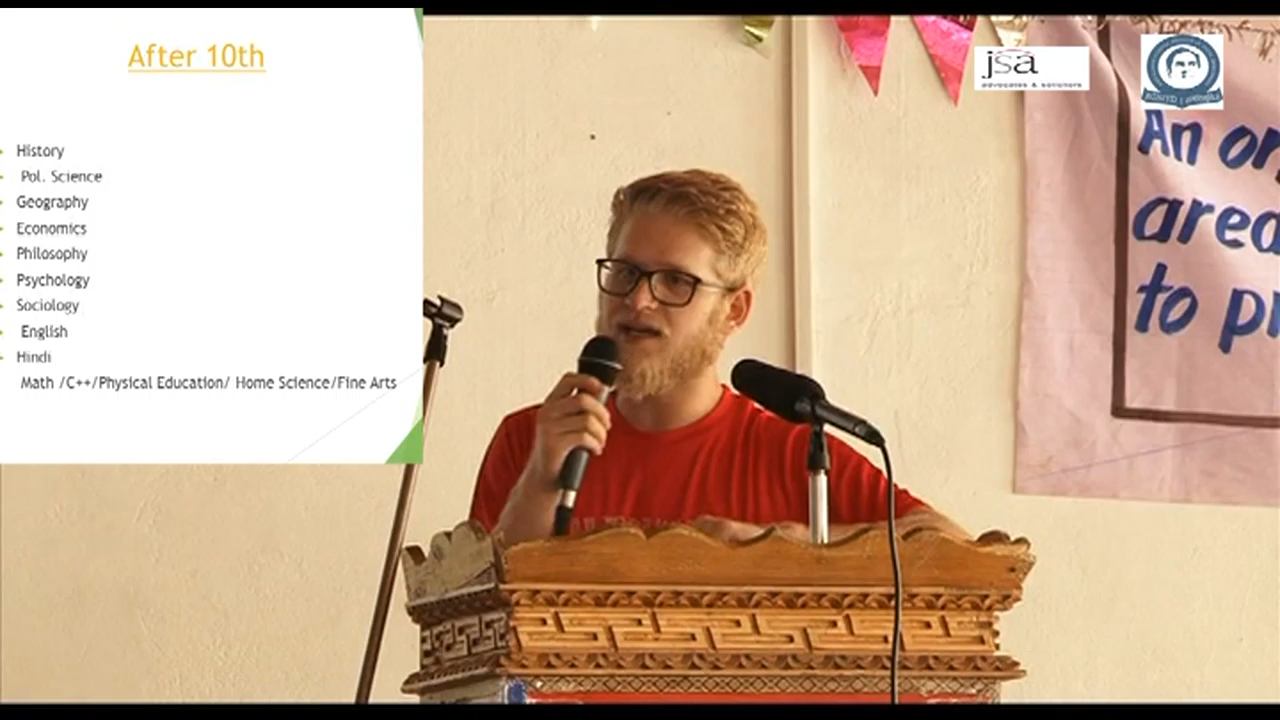 After 10th
History
Pol. Science
Geography
Economics
Philosophy
Psychology
Sociology
English
Hindi
Math /C++/Physical Education/ Home Science/Fine Arts
jsa
advocates & solicitors
An or
area
to pr